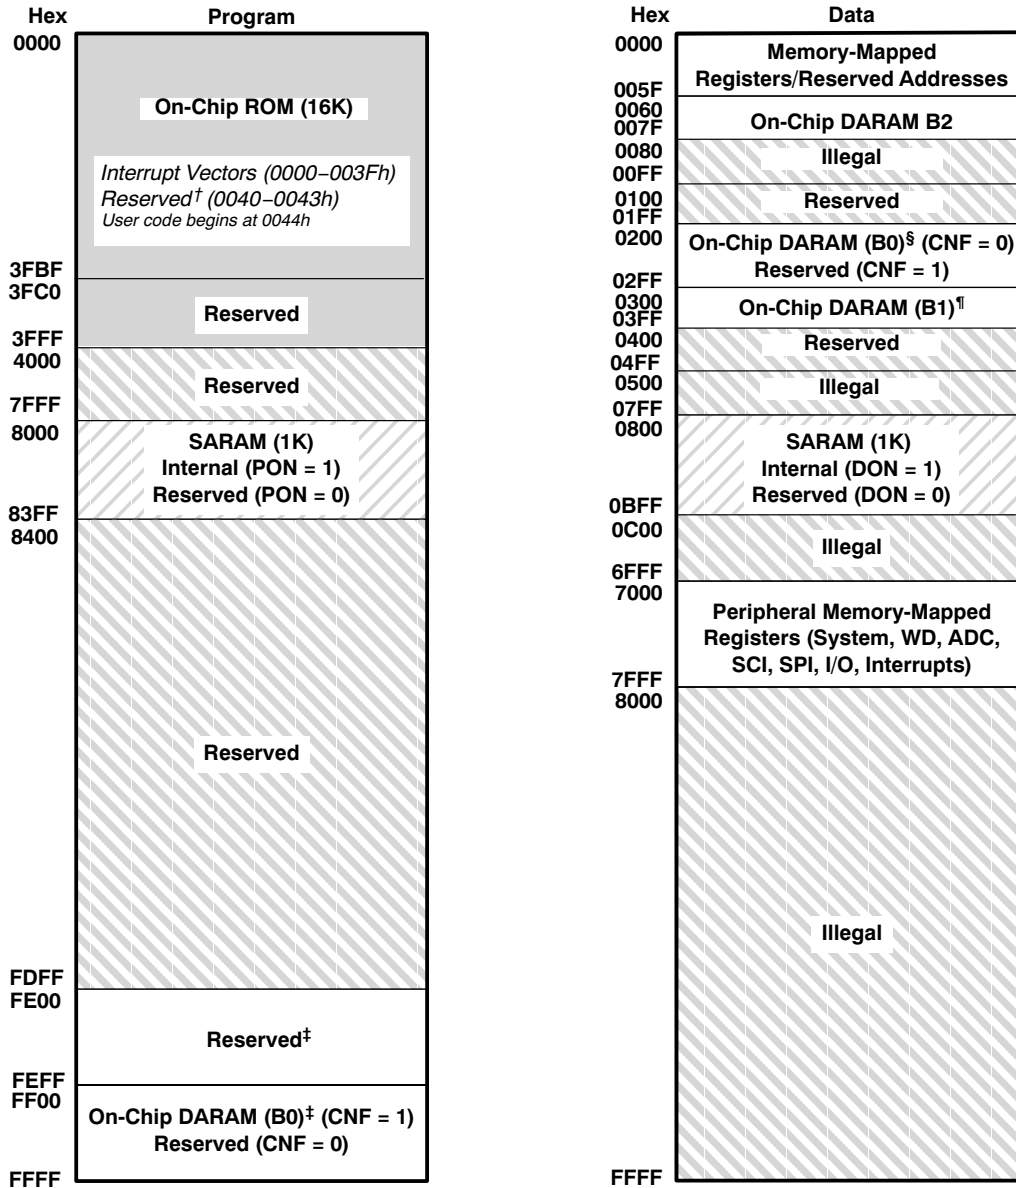 Hex Program
0000
On-Chip ROM (16K)
Interrupt Vectors (0000–003Fh)
Reserved† (0040–0043h)
User code begins at 0044h
3FBF
3FC0
Reserved
3FFF
4000
Reserved
7FFF
8000
SARAM (1K)
Internal (PON = 1)
Reserved (PON = 0)
83FF
8400
Reserved
FDFF
FE00
Reserved‡
FEFF
FF00
On-Chip DARAM (B0)‡ (CNF = 1)
Reserved (CNF = 0)
FFFF
Hex Data
0000
Memory-Mapped
Registers/Reserved Addresses
005F
0060
On-Chip DARAM B2
007F
0080
Illegal
00FF
0100
Reserved
01FF
0200
On-Chip DARAM (B0)§ (CNF = 0)
Reserved (CNF = 1)
02FF
0300
On-Chip DARAM (B1)¶
03FF
0400
Reserved
04FF
0500
Illegal
07FF
0800
SARAM (1K)
Internal (DON = 1)
Reserved (DON = 0)
0BFF
0C00
Illegal
6FFF
7000
Peripheral Memory-Mapped
Registers (System, WD, ADC,
SCI, SPI, I/O, Interrupts)
7FFF
8000
Illegal
FFFF